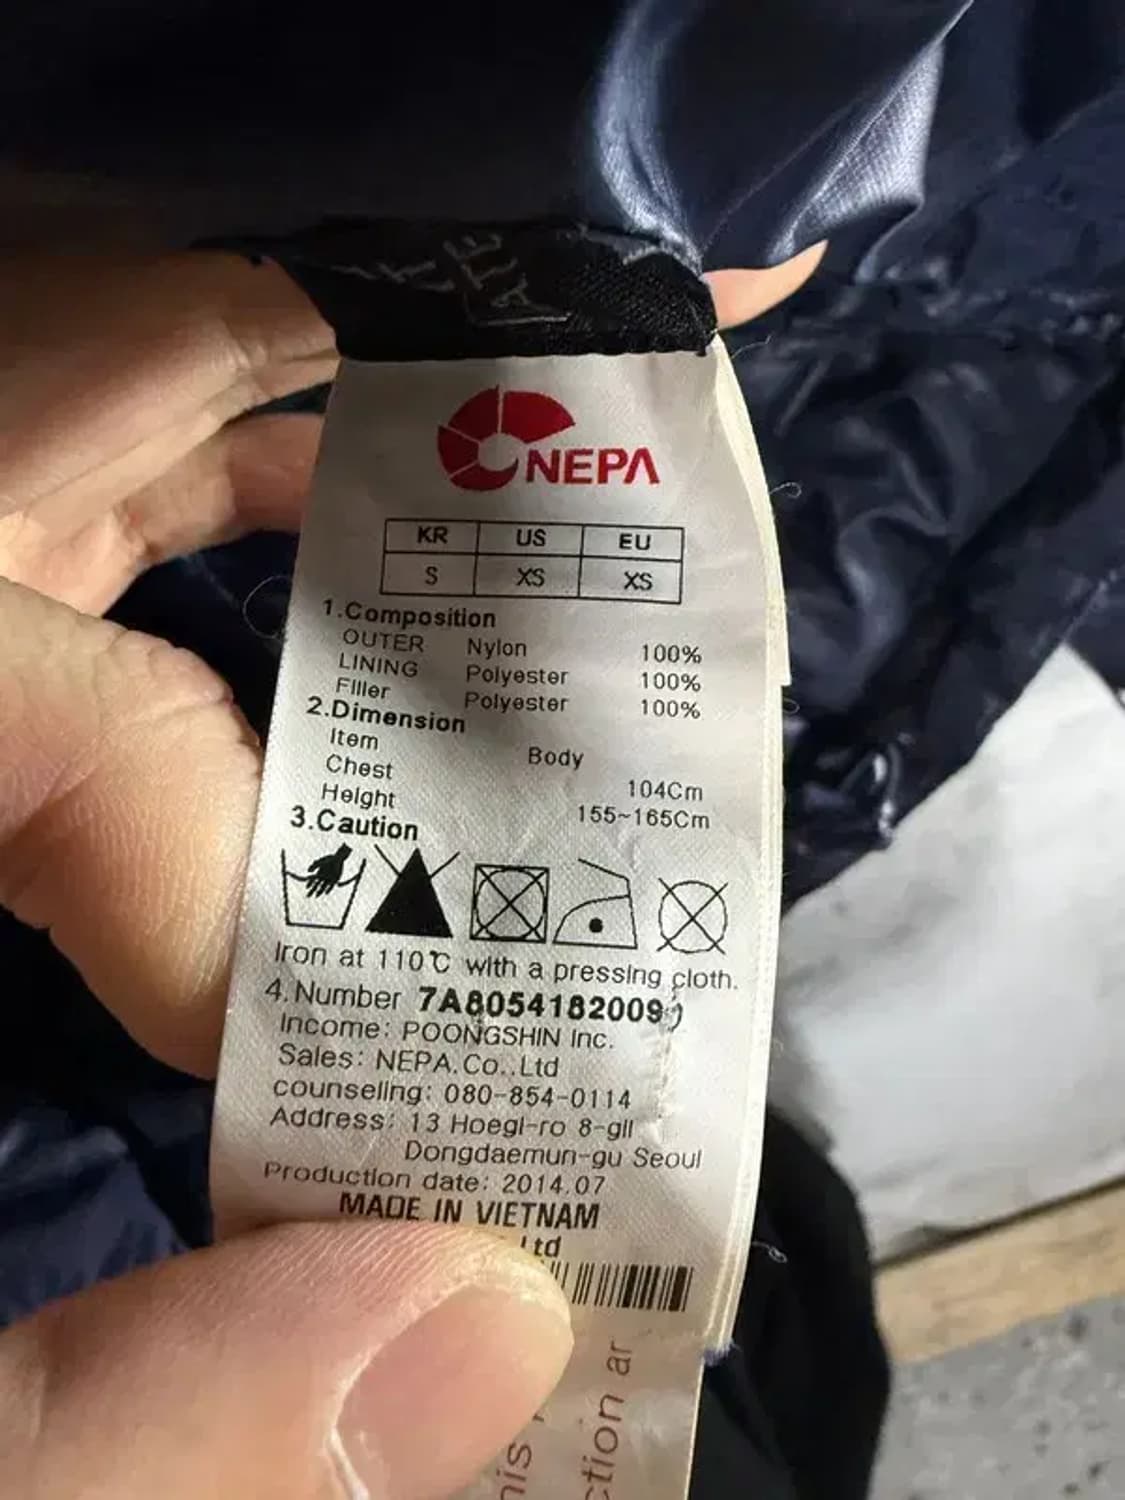 NEPA
KR US EU
S XS XS
1.Composition
OUTER Nylon 100%
LINING Polyester 100%
Filler Polyester 100%
2.Dimension
Item Body
Chest 104Cm
Height 155~165Cm
3.Caution
Iron at 110℃ with a pressing cloth.
4.Number 7A8054182009
Income: POONGSHIN Inc.
Sales: NEPA.Co..Ltd
counseling: 080-854-0114
Address: 13 Hoegi-ro 8-gil
Dongdaemun-gu Seoul
Production date: 2014.07
MADE IN VIETNAM
Ltd
ction ar